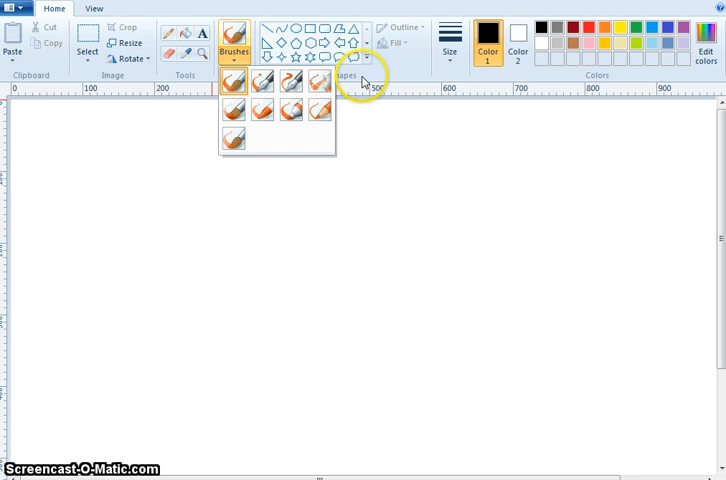 Home
View
Paste
Cut
Copy
Clipboard
Select
Crop
Resize
Rotate
Image
A
Tools
Brushes
Outline
Fill
hapes
Size
Color
1
Color
2
Edit
colors
Colors
0
100
200
500
600
700
800
900
Screencast-O-Matic.com